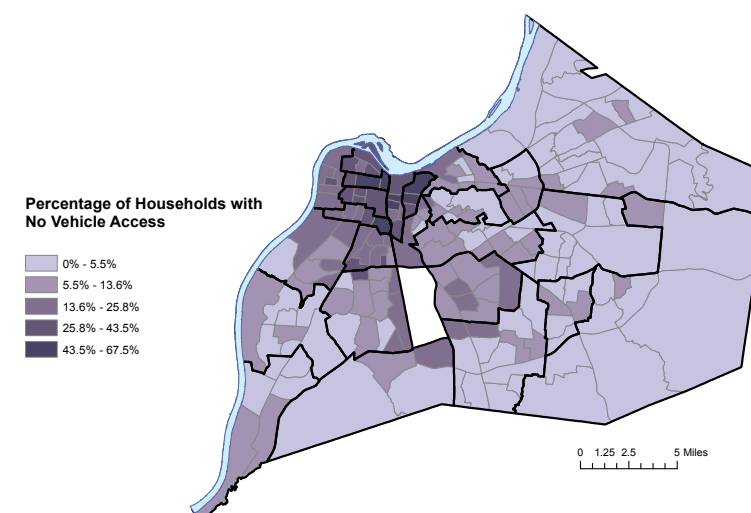 Percentage of Households with
No Vehicle Access
0% - 5.5%
5.5% - 13.6%
13.6% - 25.8%
25.8% - 43.5%
43.5% - 67.5%
0 1.25 2.5 5 Miles